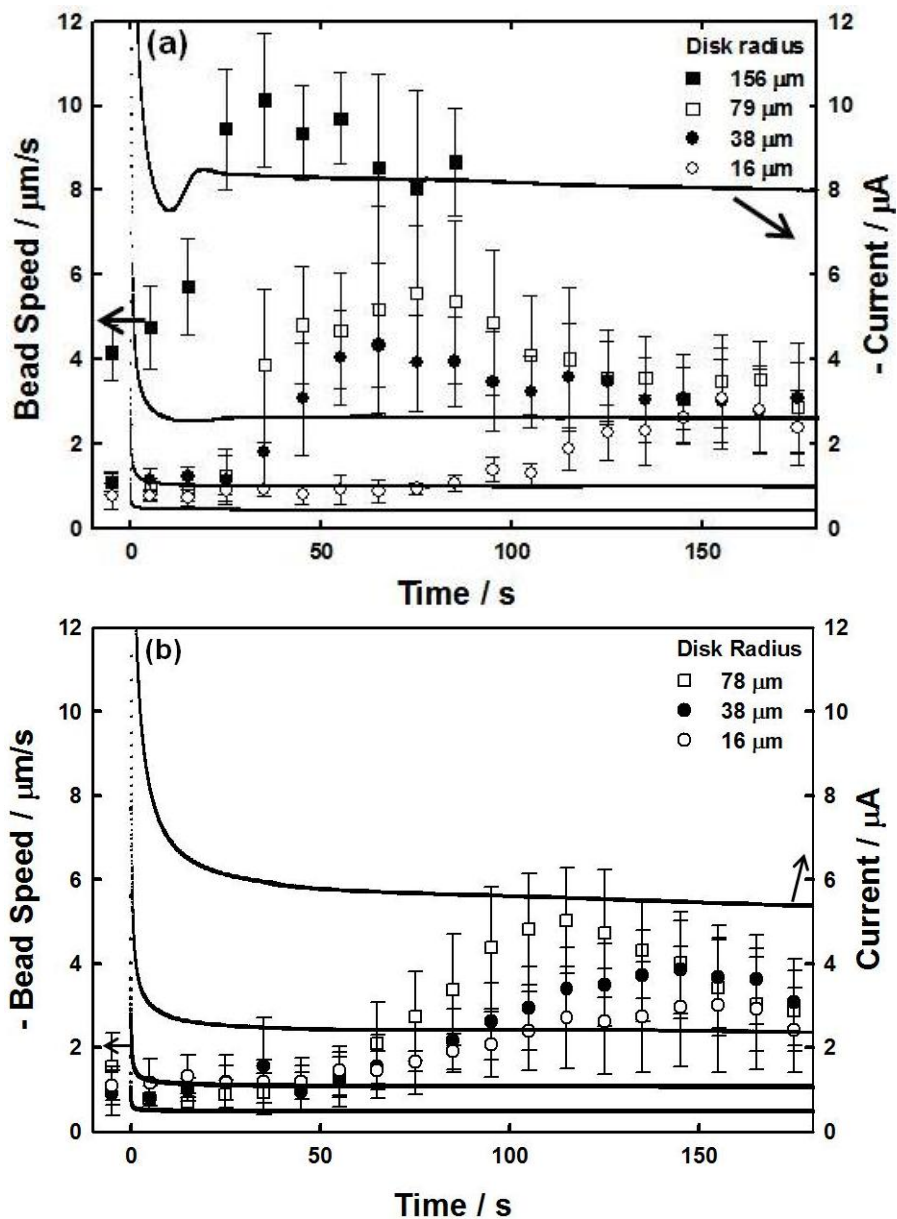 (a)
Disk radius
156 μm
79 μm
38 μm
16 μm
12
10
8
6
4
2
0
12
10
8
6
4
2
0
0
50
100
150
Bead Speed / μm/s
- Current / μA
Time / s
(b)
Disk Radius
78 μm
38 μm
16 μm
12
10
8
6
4
2
0
12
10
8
6
4
2
0
0
50
100
150
- Bead Speed / μm/s
Current / μA
Time / s